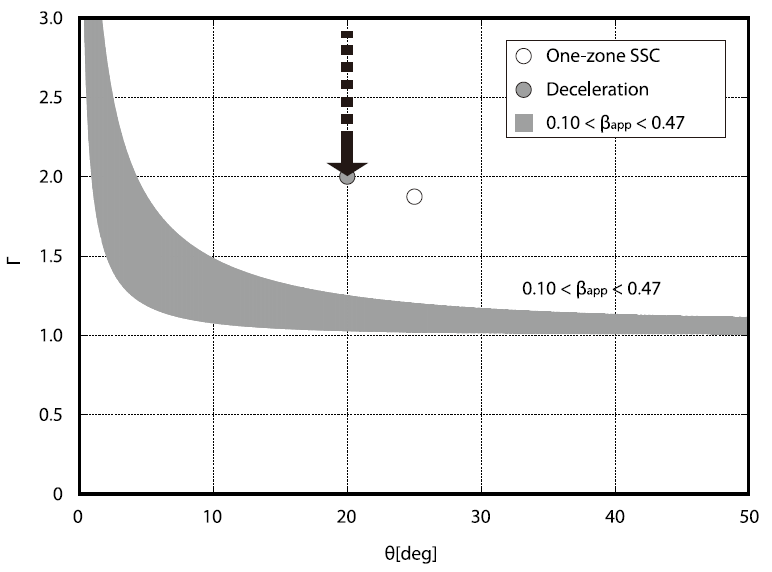 3.0
2.5
2.0
1.5
1.0
0.5
0
Γ
One-zone SSC
Deceleration
0.10 < βapp < 0.47
0.10 < βapp < 0.47
0 10 20 30 40 50
θ[deg]